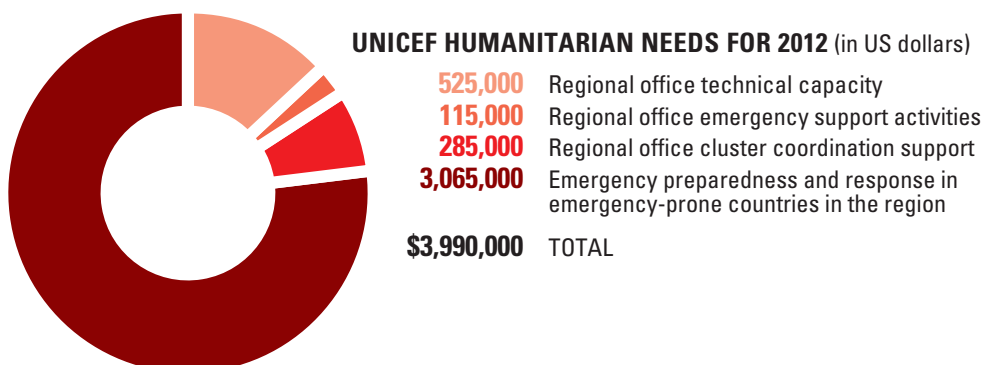 UNICEF HUMANITARIAN NEEDS FOR 2012 (in US dollars)
525,000 Regional office technical capacity
115,000 Regional office emergency support activities
285,000 Regional office cluster coordination support
3,065,000 Emergency preparedness and response in
emergency-prone countries in the region
$3,990,000 TOTAL